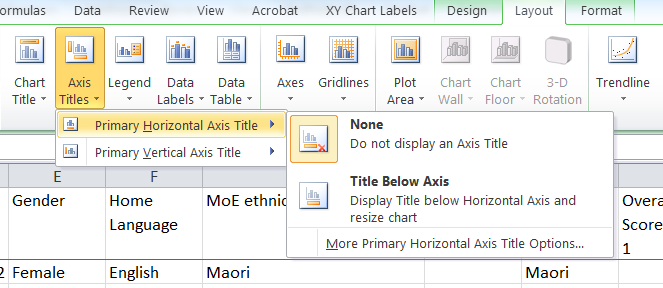 ormulas Data Review View Acrobat XY Chart Labels Design Layout Format
Chart Title Axis Titles Legend Data Labels Data Table Axes Gridlines Plot Area Chart Wall Chart Floor 3-D Rotation Trendline
Primary Horizontal Axis Title
Primary Vertical Axis Title
None
Do not display an Axis Title
Title Below Axis
Display Title below Horizontal Axis and
resize chart
More Primary Horizontal Axis Title Options...
E F
Gender Home Language MoE ethnic Overa Score 1
2 Female English Maori Maori